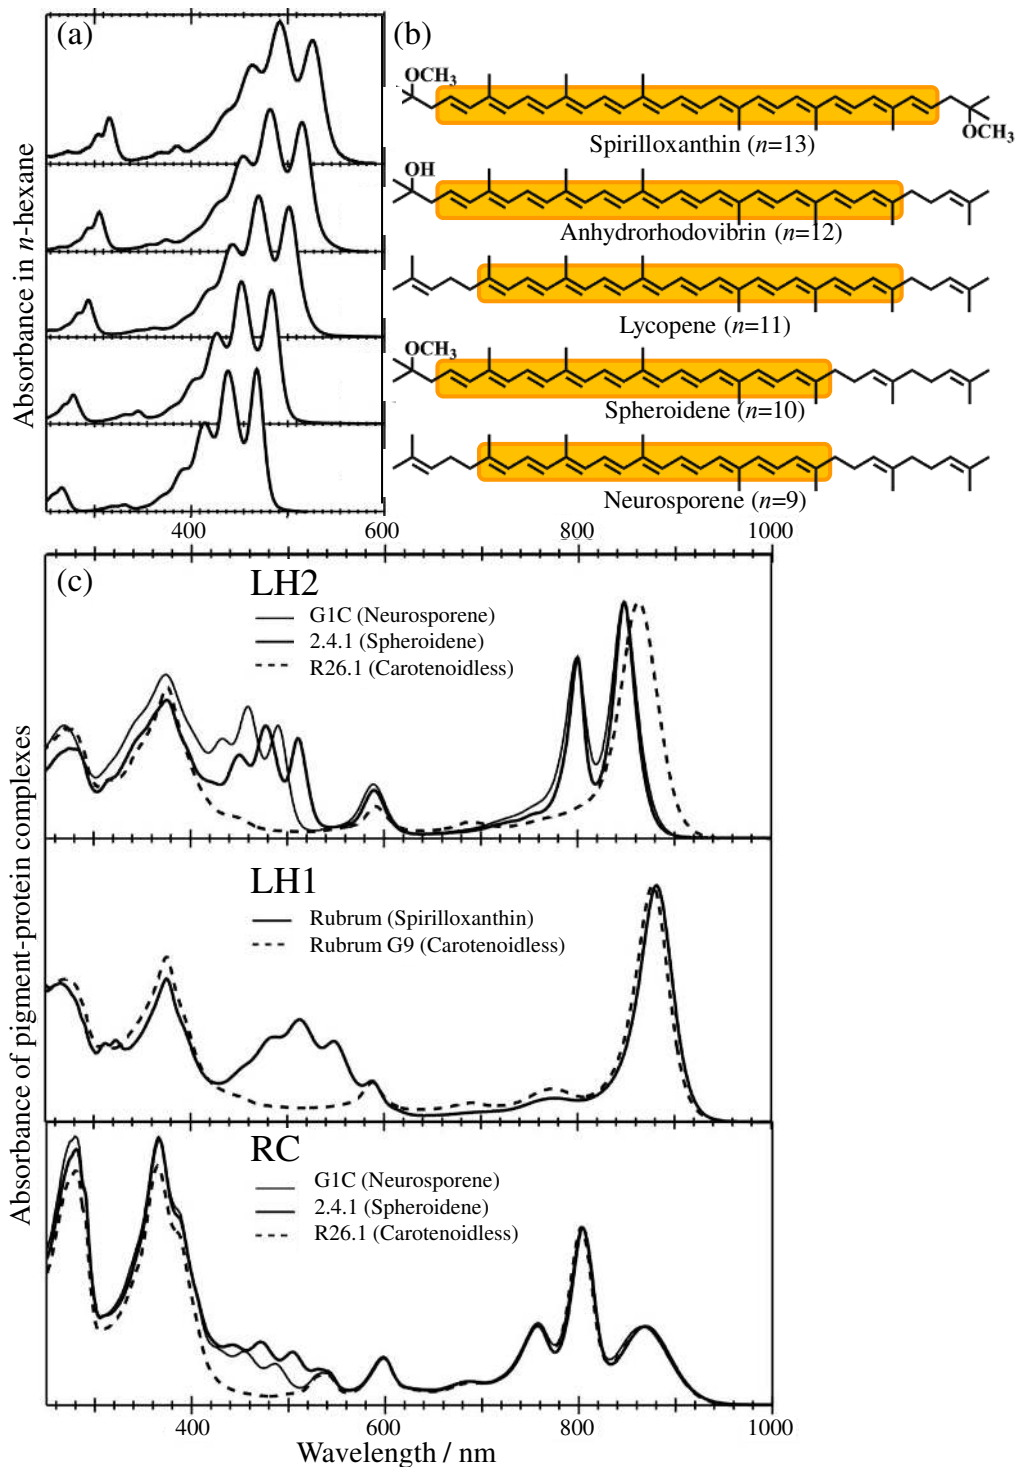 (a)
(b)
Absorbance in n-hexane
OCH3
OCH3
Spirilloxanthin (n=13)
OH
Anhydrorhodovibrin (n=12)
Lycopene (n=11)
OCH3
Spheroidene (n=10)
Neurosporene (n=9)
400
600
800
1000
(c)
Absorbance of pigment-protein complexes
LH2
G1C (Neurosporene)
2.4.1 (Spheroidene)
R26.1 (Carotenoidless)
LH1
Rubrum (Spirilloxanthin)
Rubrum G9 (Carotenoidless)
RC
G1C (Neurosporene)
2.4.1 (Spheroidene)
R26.1 (Carotenoidless)
400
600
800
1000
Wavelength / nm